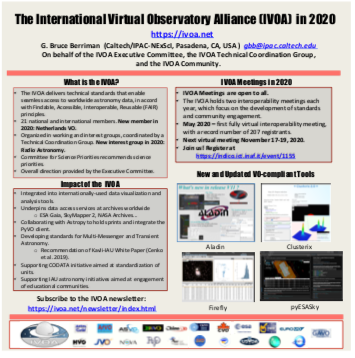 The International Virtual Observatory Alliance (IVOA) in 2020
https://ivoa.net
G. Bruce Berriman (Caltech/IPAC-NExScI, Pasadena, CA, USA ) gbb@ipac.caltech.edu
On behalf of the IVOA Executive Committee, the IVOA Technical Coordination Group,
and the IVOA Community.
What is the IVOA?
• The IVOA delivers technical standards that enable
seamless access to worldwide astronomy data, in accord
with Findable, Accessible, Interoperable, Reusable (FAIR)
principles.
• 21 national and international members. New member in
2020: Netherlands VO.
• Organized in working and interest groups, coordinated by a
Technical Coordination Group. New interest group in 2020:
Radio Astronomy.
• Committee for Science Priorities recommends science
priorities.
• Overall direction provided by the Executive Committee.
Impact of the IVOA
• Integrated into internationally-used data visualization and
analysis tools.
• Underpins data access services at archives worldwide
o ESA Gaia, SkyMapper 2, NASA Archives...
• Collaborating with Astropy to hold sprints and integrate the
PyVO client.
• Developing standards for Multi-Messenger and Transient
Astronomy.
o Recommendation of Kavli-IAU White Paper (Cenko
et al. 2019).
• Supporting CODATA initiative aimed at standardization of
units.
• Supporting IAU astronomy initiatives aimed at engagement
of educational communities.
Subscribe to the IVOA newsletter:
https://ivoa.net/newsletter/index.html
IVOA Meetings in 2020
• IVOA Meetings are open to all.
• The IVOA holds two interoperability meetings each
year, which focus on the development of standards
and community engagement.
• May 2020 – first fully virtual interoperability meeting,
with a record number of 207 registrants.
• Next virtual meeting November 17-19, 2020.
• Join us! Register at
https://indico.ict.inaf.it/event/1155
New and Updated VO-compliant Tools
Aladin
Clusterix
Firefly
pyESASky